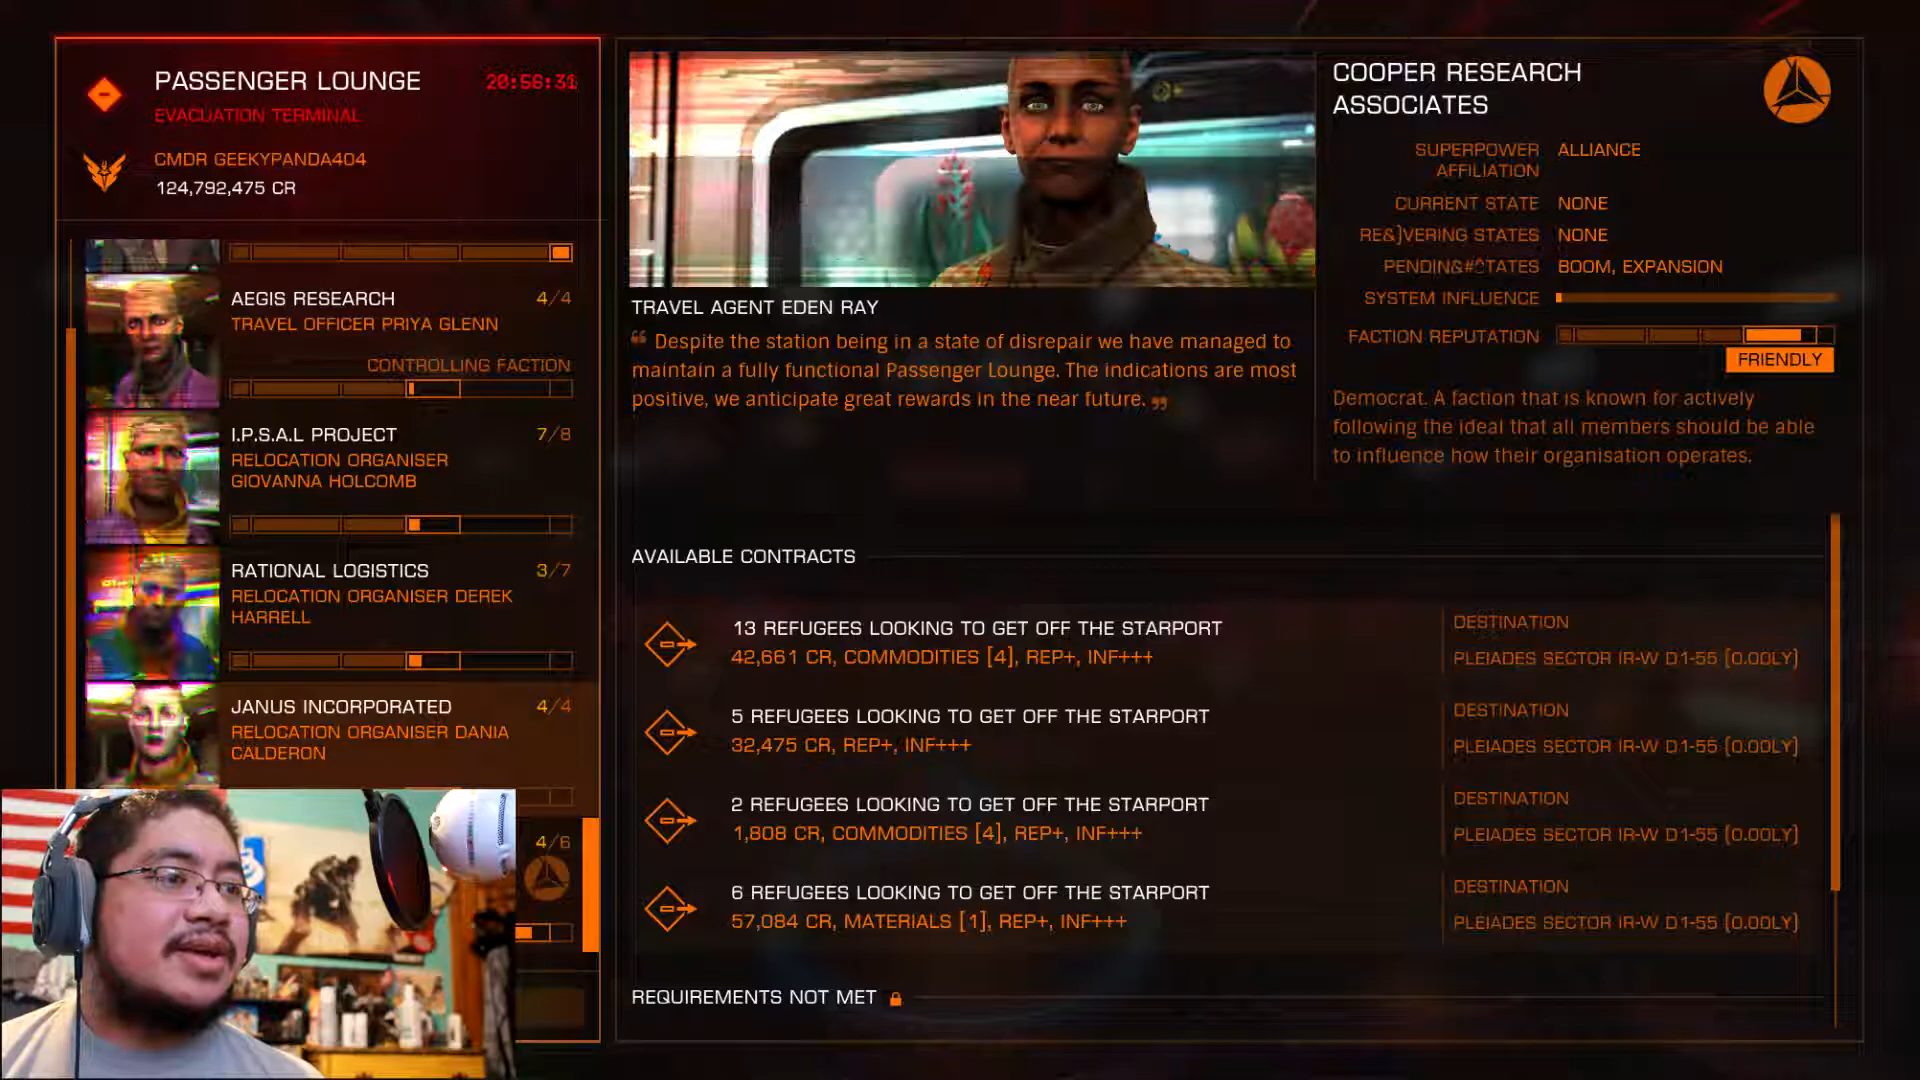 PASSENGER LOUNGE
20:56:31
EVACUATION TERMINAL
CMDR GEEKYPANDA404
124,792,475 CR
AEGIS RESEARCH
4/4
TRAVEL OFFICER PRIYA GLENN
CONTROLLING FACTION
I.P.S.A.L PROJECT
7/8
RELOCATION ORGANISER
GIOVANNA HOLCOMB
RATIONAL LOGISTICS
3/7
RELOCATION ORGANISER DEREK
HARRELL
JANUS INCORPORATED
4/4
RELOCATION ORGANISER DANIA
CALDERON
4/6
TRAVEL AGENT EDEN RAY
“ Despite the station being in a state of disrepair we have managed to
maintain a fully functional Passenger Lounge. The indications are most
positive, we anticipate great rewards in the near future. ”
COOPER RESEARCH
ASSOCIATES
SUPERPOWER
AFFILIATION
ALLIANCE
CURRENT STATE NONE
RE&}VERING STATES NONE
PENDIN&#^TATES BOOM, EXPANSION
SYSTEM INFLUENCE
FACTION REPUTATION
FRIENDLY
Democrat. A faction that is known for actively
following the ideal that all members should be able
to influence how their organisation operates.
AVAILABLE CONTRACTS
13 REFUGEES LOOKING TO GET OFF THE STARPORT
42,661 CR, COMMODITIES [4], REP+, INF+++
DESTINATION
PLEIADES SECTOR IR-W D1-55 (0.00LY)
5 REFUGEES LOOKING TO GET OFF THE STARPORT
32,475 CR, REP+, INF+++
DESTINATION
PLEIADES SECTOR IR-W D1-55 (0.00LY)
2 REFUGEES LOOKING TO GET OFF THE STARPORT
1,808 CR, COMMODITIES [4], REP+, INF+++
DESTINATION
PLEIADES SECTOR IR-W D1-55 (0.00LY)
6 REFUGEES LOOKING TO GET OFF THE STARPORT
57,084 CR, MATERIALS [1], REP+, INF+++
DESTINATION
PLEIADES SECTOR IR-W D1-55 (0.00LY)
REQUIREMENTS NOT MET